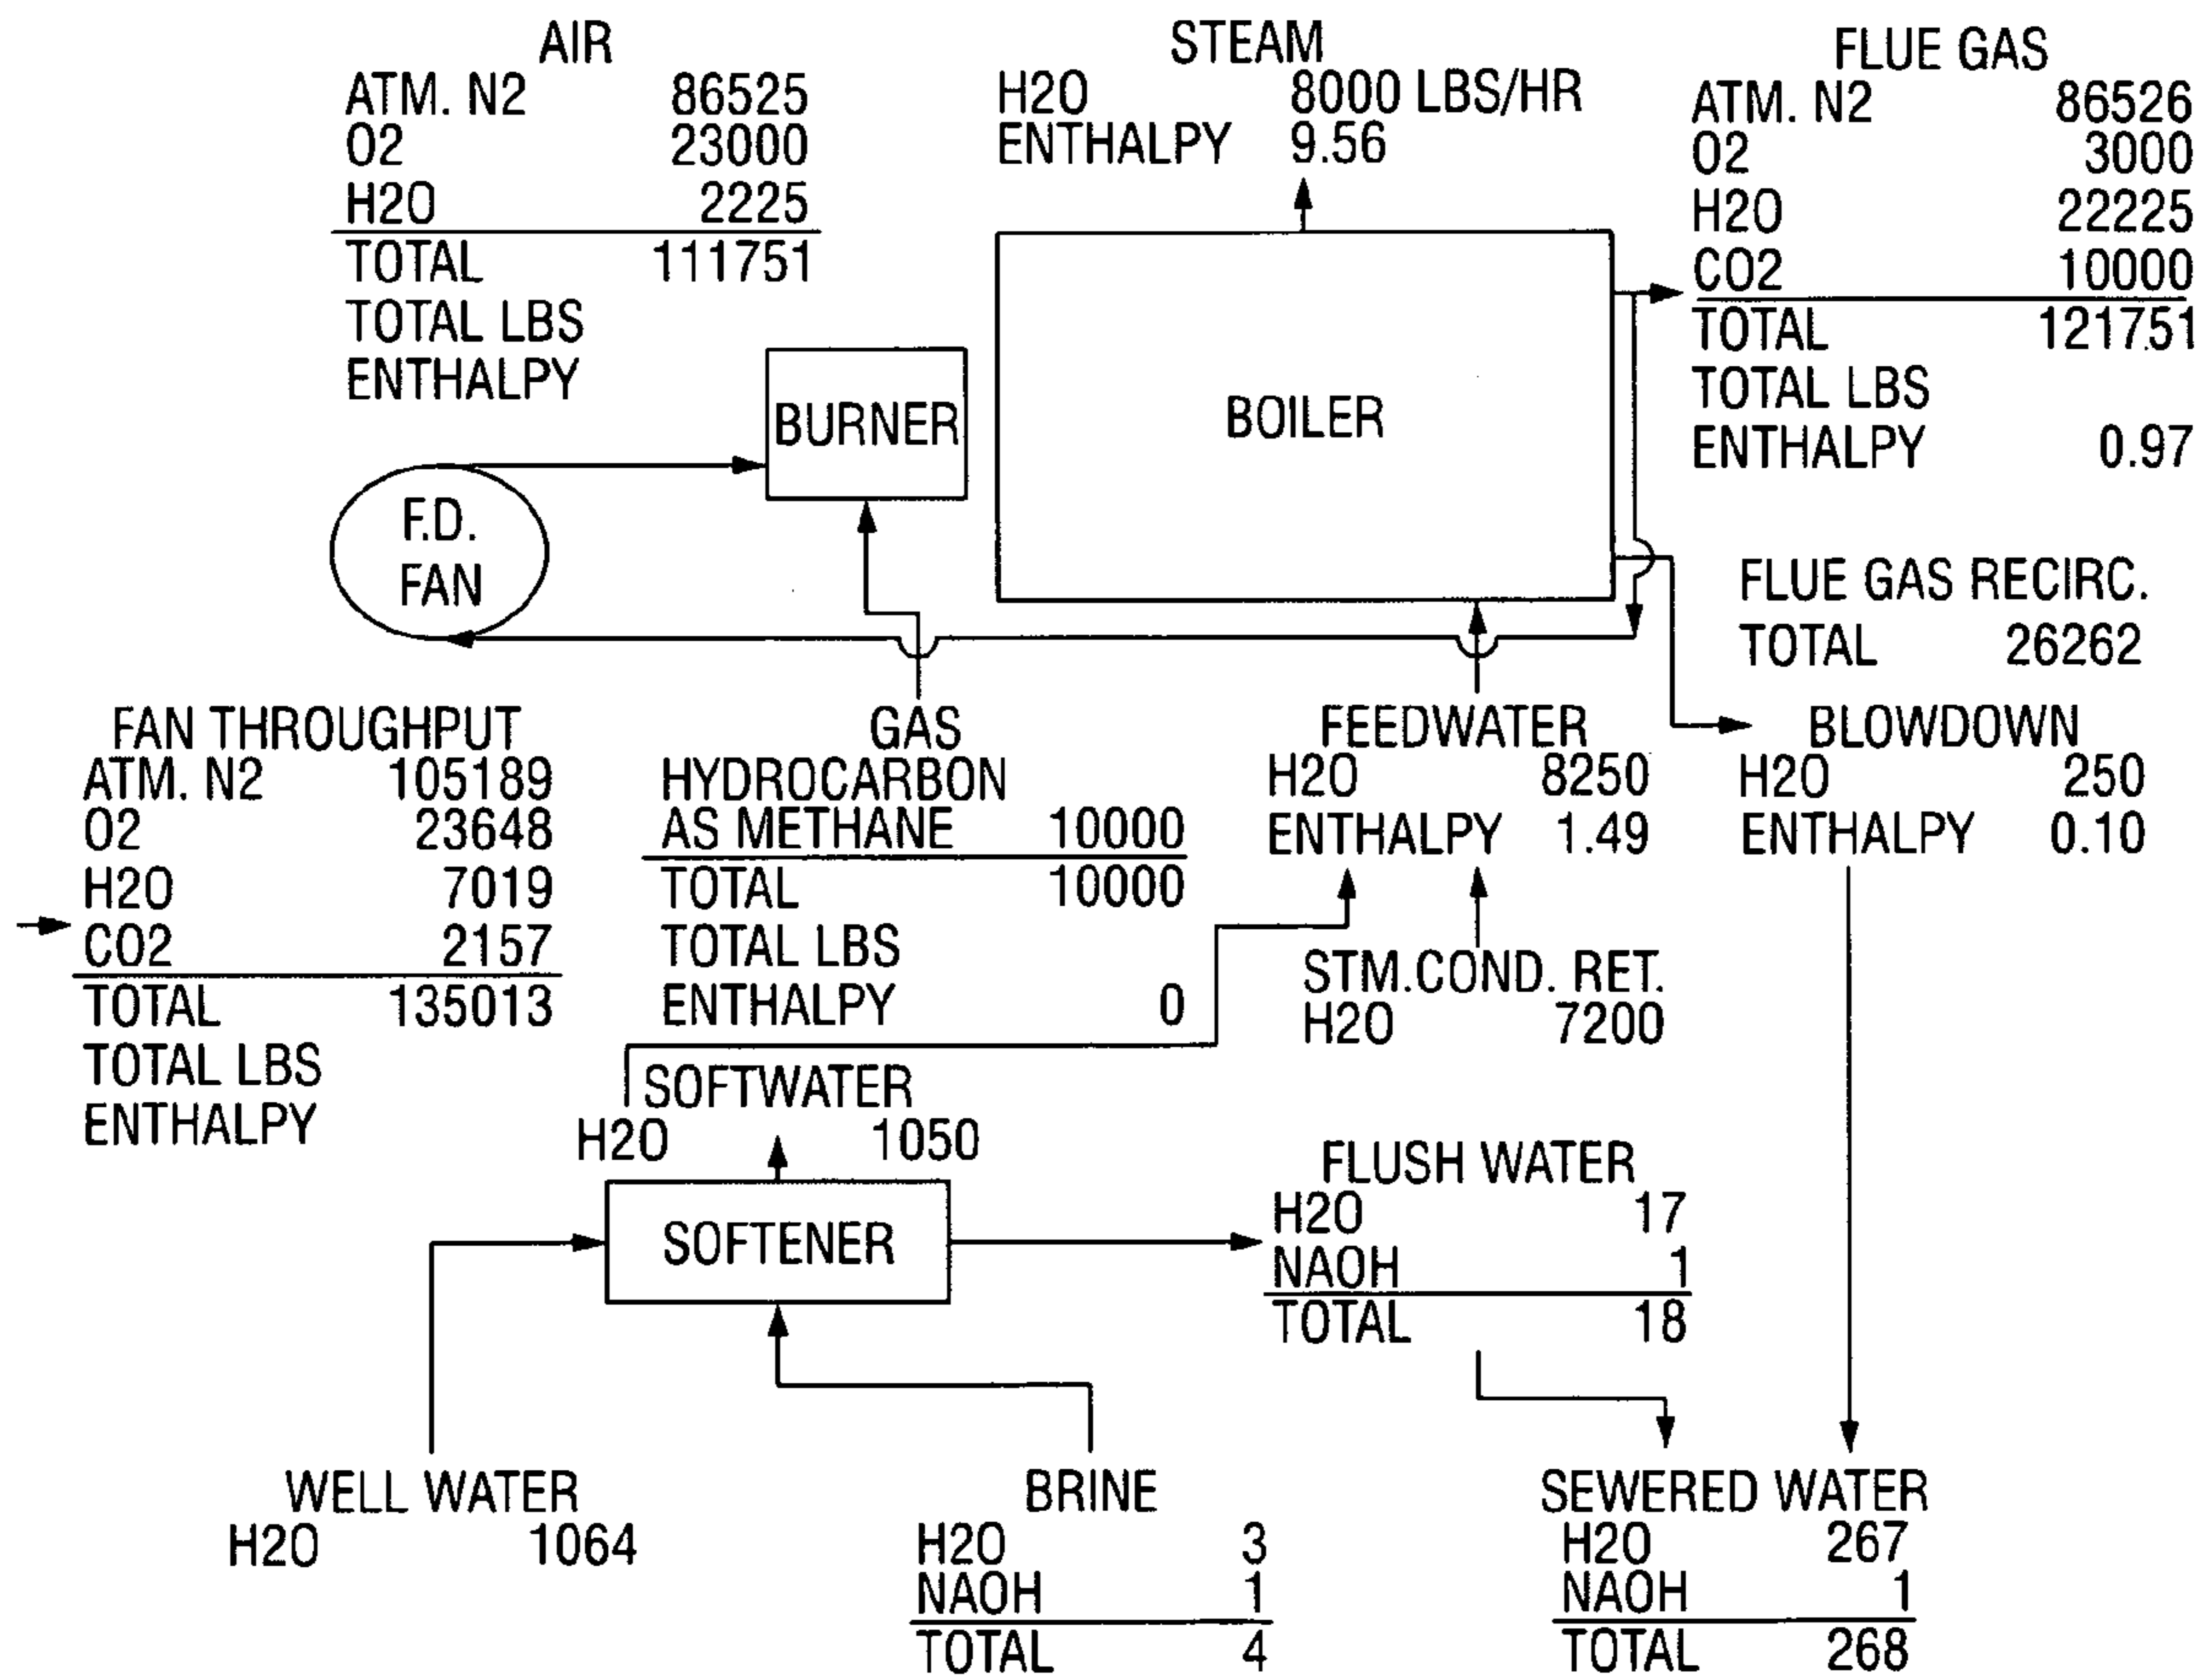 AIR
ATM. N2 86525
O2 23000
H2O 2225
TOTAL 111751
TOTAL LBS
ENTHALPY
STEAM
H2O 8000 LBS/HR
ENTHALPY 9.56
FLUE GAS
ATM. N2 86526
O2 3000
H2O 22225
CO2 10000
TOTAL 121751
TOTAL LBS
ENTHALPY 0.97
BURNER
BOILER
F.D.
FAN
FLUE GAS RECIRC.
TOTAL 26262
FAN THROUGHPUT
ATM. N2 105189
O2 23648
H2O 7019
CO2 2157
TOTAL 135013
TOTAL LBS
ENTHALPY
GAS
HYDROCARBON
AS METHANE 10000
TOTAL 10000
TOTAL LBS
ENTHALPY 0
FEEDWATER
H2O 8250
ENTHALPY 1.49
BLOWDOWN
H2O 250
ENTHALPY 0.10
STM.COND. RET.
H2O 7200
SOFTWATER
H2O 1050
SOFTENER
FLUSH WATER
H2O 17
NAOH 1
TOTAL 18
WELL WATER
H2O 1064
BRINE
H2O 3
NAOH 1
TOTAL 4
SEWERED WATER
H2O 267
NAOH 1
TOTAL 268